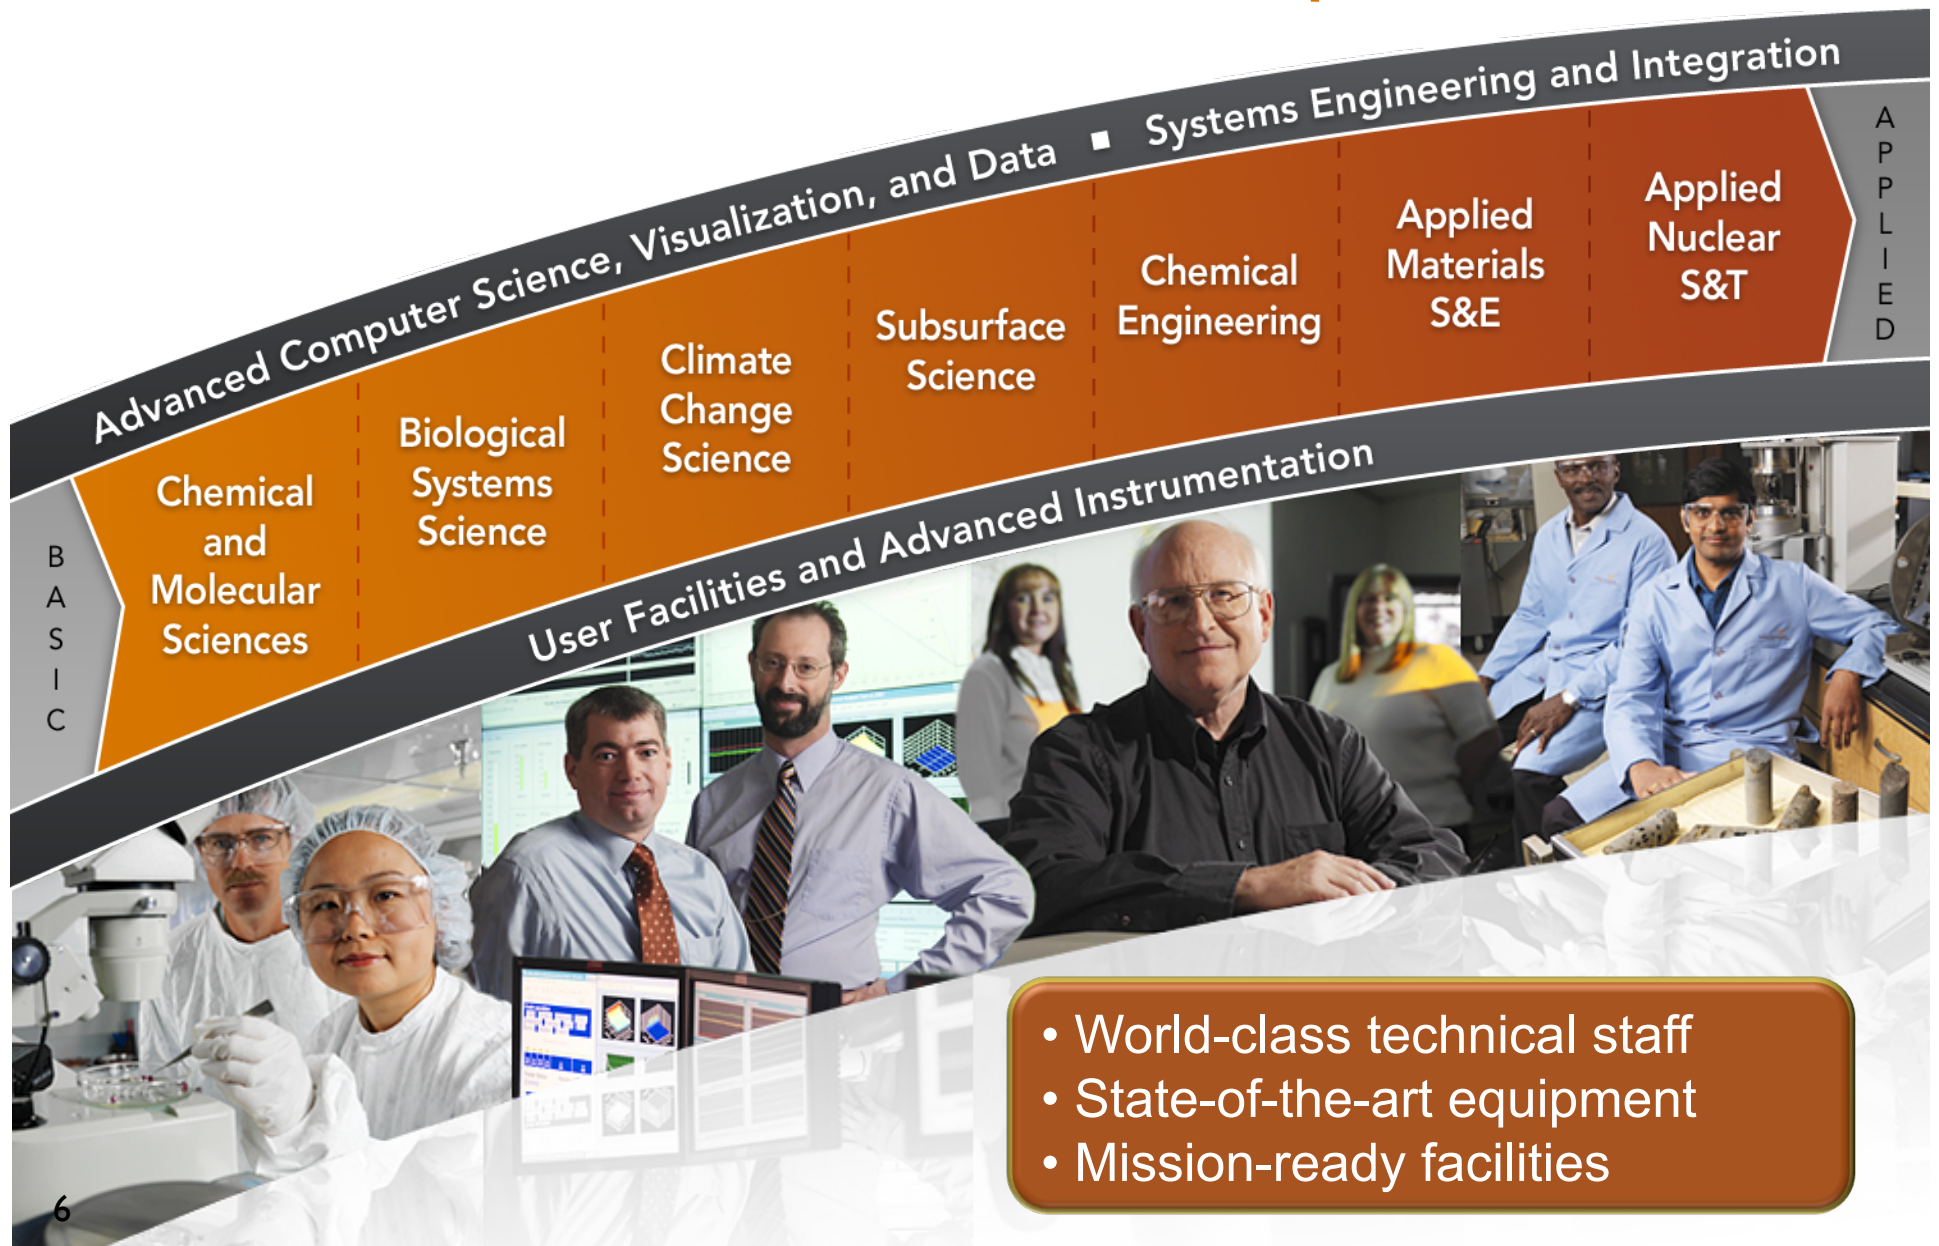 Advanced Computer Science, Visualization, and Data ▪ Systems Engineering and Integration
BASIC
Chemical
and
Molecular
Sciences
Biological
Systems
Science
Climate
Change
Science
Subsurface
Science
Chemical
Engineering
Applied
Materials
S&E
Applied
Nuclear
S&T
APPLIED
User Facilities and Advanced Instrumentation
• World-class technical staff
• State-of-the-art equipment
• Mission-ready facilities
6